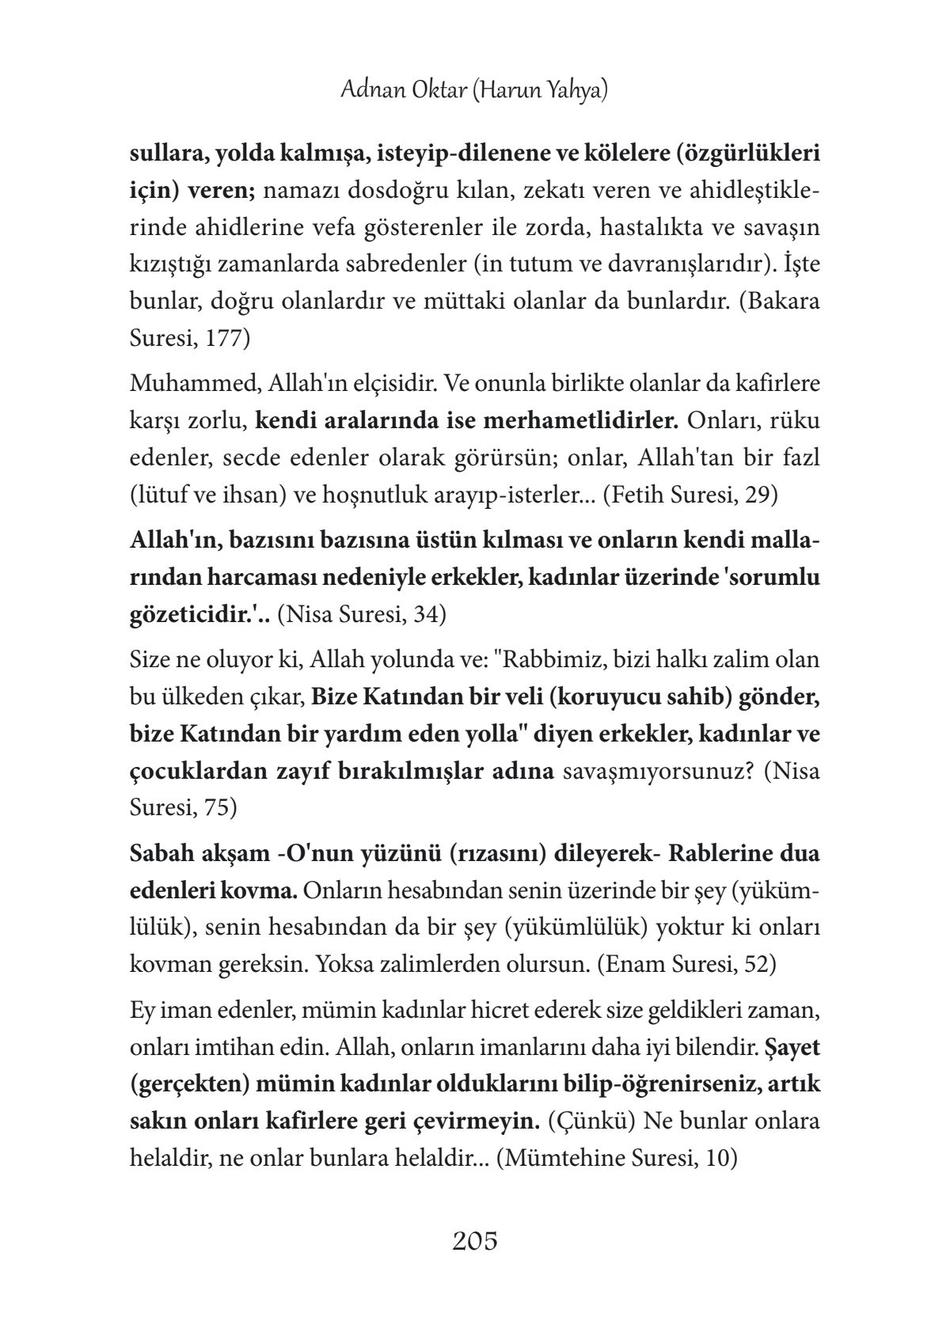 Adnan Oktar (Harun Yahya)
sullara, yolda kalmışa, isteyip-dilenene ve kölelere (özgürlükleri
için) veren; namazı dosdoğru kılan, zekatı veren ve ahidleştikle-
rinde ahidlerine vefa gösterenler ile zorda, hastalıkta ve savaşın
kızıştığı zamanlarda sabredenler (in tutum ve davranışlarıdır). İşte
bunlar, doğru olanlardır ve müttaki olanlar da bunlardır. (Bakara
Suresi, 177)
Muhammed, Allah'ın elçisidir. Ve onunla birlikte olanlar da kafirlere
karşı zorlu, kendi aralarında ise merhametlidirler. Onları, rüku
edenler, secde edenler olarak görürsün; onlar, Allah'tan bir fazl
(lütuf ve ihsan) ve hoşnutluk arayıp-isterler... (Fetih Suresi, 29)
Allah'ın, bazısını bazısına üstün kılması ve onların kendi malla-
rından harcaması nedeniyle erkekler, kadınlar üzerinde 'sorumlu
gözeticidir.'.. (Nisa Suresi, 34)
Size ne oluyor ki, Allah yolunda ve: "Rabbimiz, bizi halkı zalim olan
bu ülkeden çıkar, Bize Katından bir veli (koruyucu sahib) gönder,
bize Katından bir yardım eden yolla" diyen erkekler, kadınlar ve
çocuklardan zayıf bırakılmışlar adına savaşmıyorsunuz? (Nisa
Suresi, 75)
Sabah akşam -O'nun yüzünü (rızasını) dileyerek- Rablerine dua
edenleri kovma. Onların hesabından senin üzerinde bir şey (yüküm-
lülük), senin hesabından da bir şey (yükümlülük) yoktur ki onları
kovman gereksin. Yoksa zalimlerden olursun. (Enam Suresi, 52)
Ey iman edenler, mümin kadınlar hicret ederek size geldikleri zaman,
onları imtihan edin. Allah, onların imanlarını daha iyi bilendir. Şayet
(gerçekten) mümin kadınlar olduklarını bilip-öğrenirseniz, artık
sakın onları kafirlere geri çevirmeyin. (Çünkü) Ne bunlar onlara
helaldir, ne onlar bunlara helaldir... (Mümtehine Suresi, 10)
205